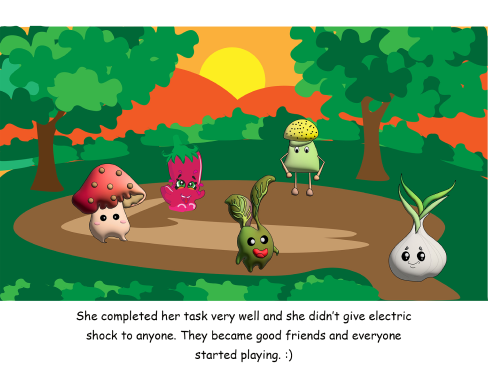 She completed her task very well and she didn't give electric
shock to anyone. They became good friends and everyone
started playing. :)